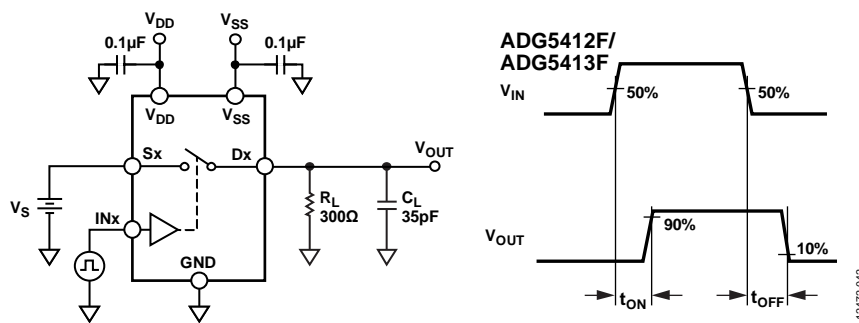 VDD
VSS
0.1µF
0.1µF
VDD
VSS
Sx
Dx
VOUT
VS
INx
RL
300Ω
CL
35pF
GND
ADG5412F/
ADG5413F
VIN
50%
50%
VOUT
90%
10%
tON
tOFF